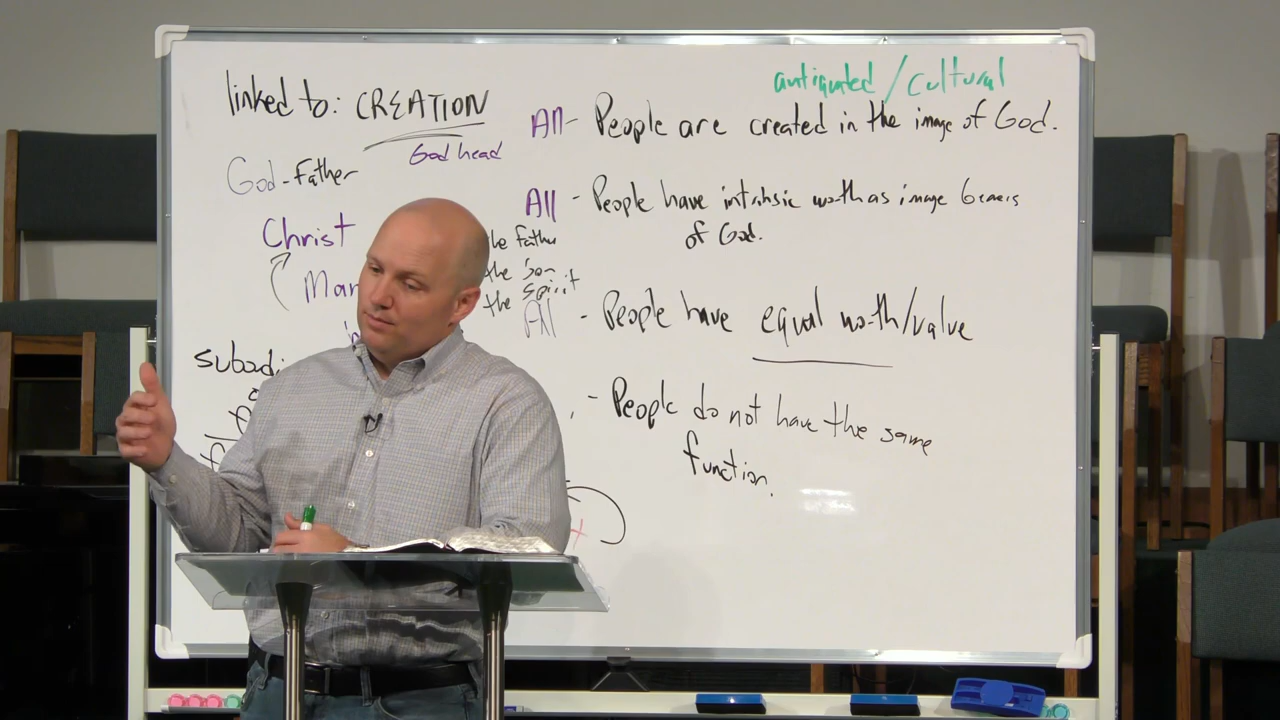 antiquated / cultural
linked to: CREATION
God head
God - Father
Christ
Man
the Father
the Son
the Spirit
All - People are created in the image of God.
All - People have intrinsic worth as image bearers
of God.
All - People have equal worth/value
- People do not have the same
function.